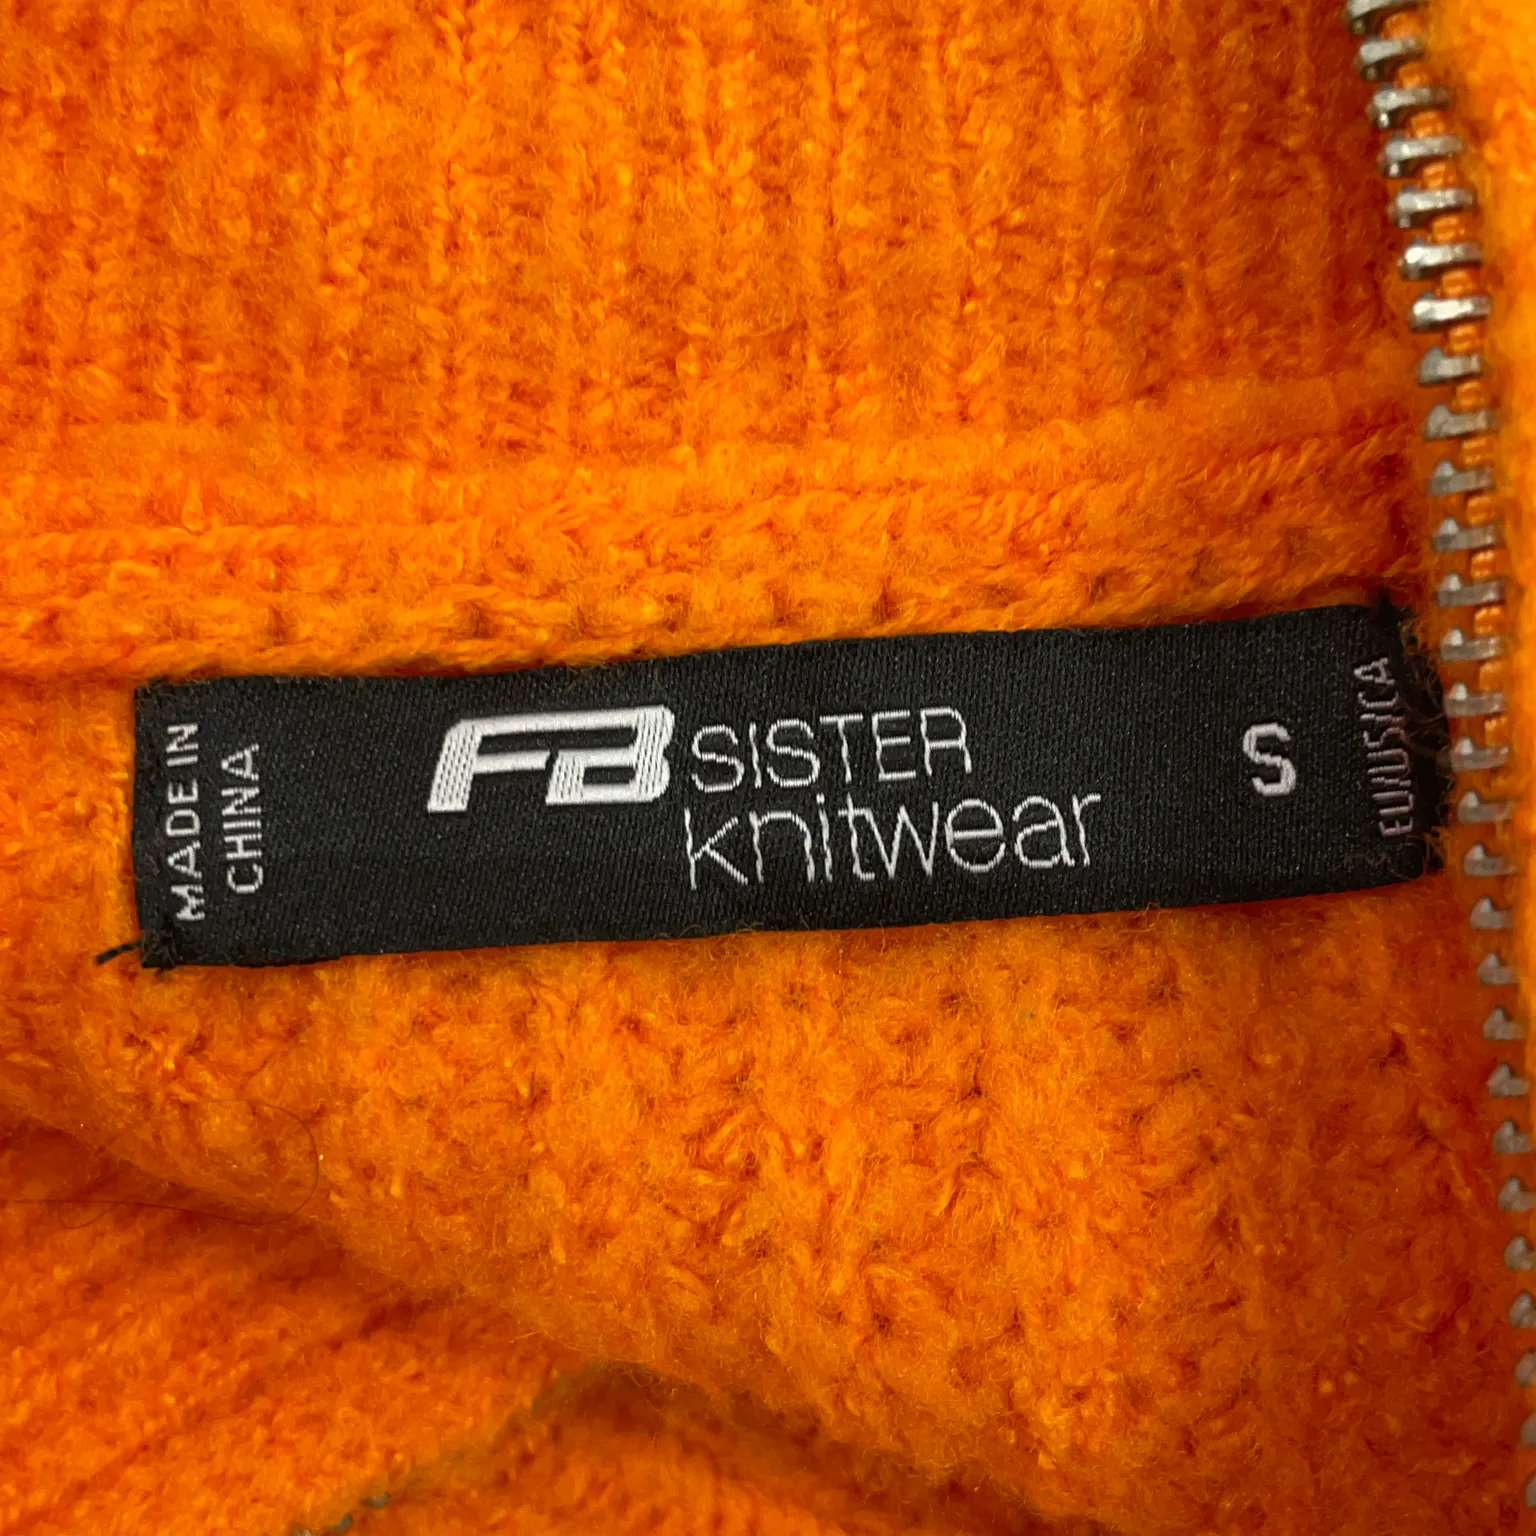 MADE IN
CHINA
FB SISTER
knitwear
S
EU/US/CA